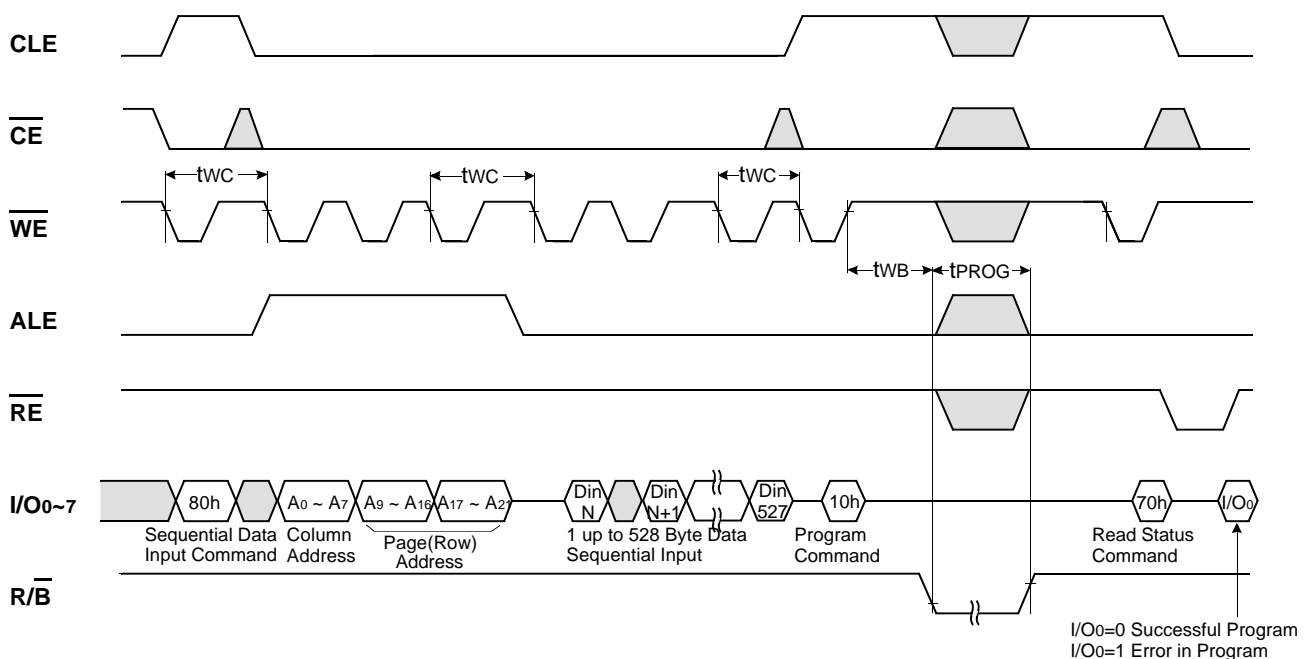 CLE
CE
tWC
tWC
tWC
WE
tWB
tPROG
ALE
RE
I/O0~7
80h
A0 ~ A7
A9 ~ A16
A17 ~ A21
Din N
Din N+1
Din 527
10h
70h
I/O0
Sequential Data Input Command
Column Address
Page(Row) Address
1 up to 528 Byte Data Sequential Input
Program Command
Read Status Command
R/B
I/O0=0 Successful Program
I/O0=1 Error in Program